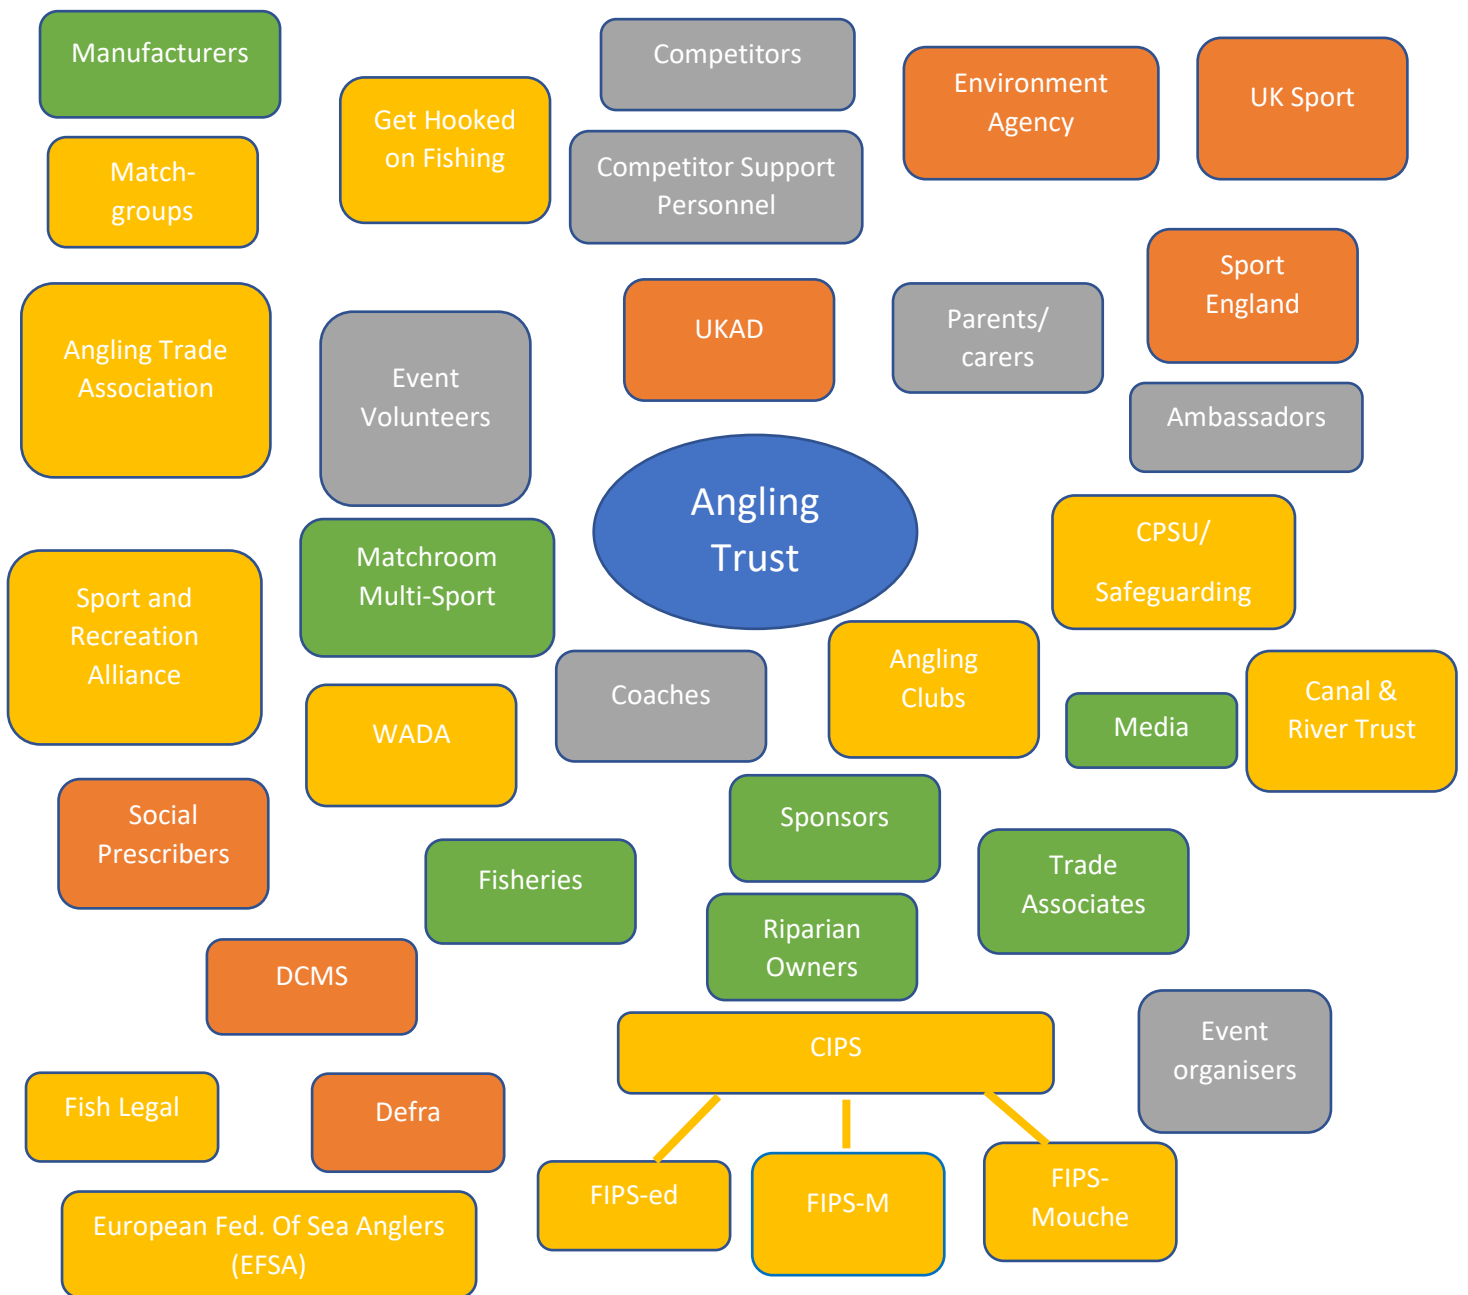 Manufacturers
Competitors
Environment
Agency
UK Sport
Get Hooked
on Fishing
Match-
groups
Competitor Support
Personnel
Sport
England
UKAD
Parents/
carers
Angling Trade
Association
Event
Volunteers
Ambassadors
Angling
Trust
CPSU/
Safeguarding
Matchroom
Multi-Sport
Sport and
Recreation
Alliance
Angling
Clubs
Coaches
Canal &
River Trust
WADA
Media
Social
Prescribers
Sponsors
Fisheries
Trade
Associates
Riparian
Owners
DCMS
CIPS
Event
organisers
Fish Legal
Defra
FIPS-ed
FIPS-M
FIPS-
Mouche
European Fed. Of Sea Anglers
(EFSA)